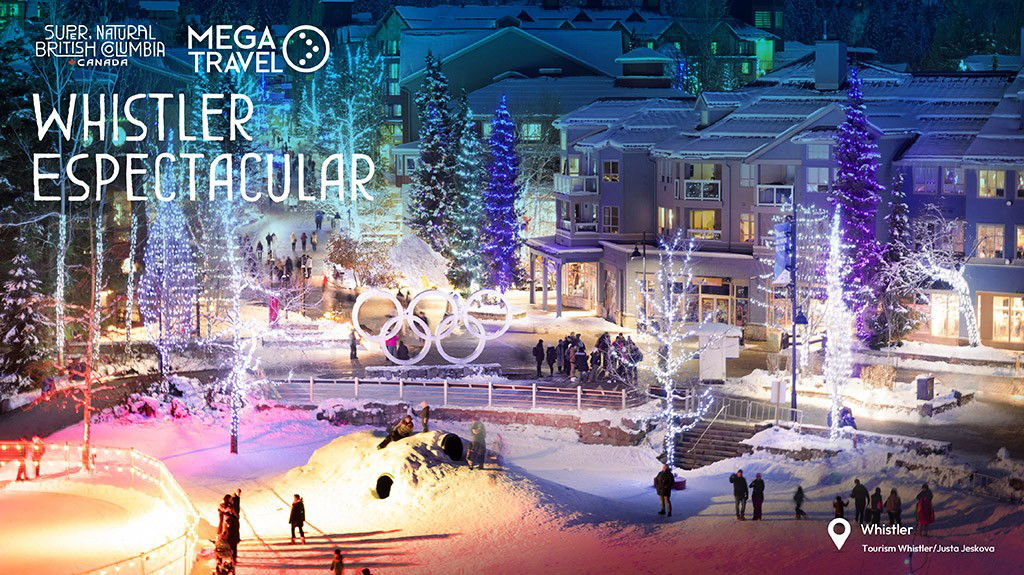 SUPER, NATURAL
BRITISH COLUMBIA
CANADA
MEGA
TRAVEL
WHISTLER
ESPECTACULAR
Whistler
Tourism Whistler/Justa Jeskova